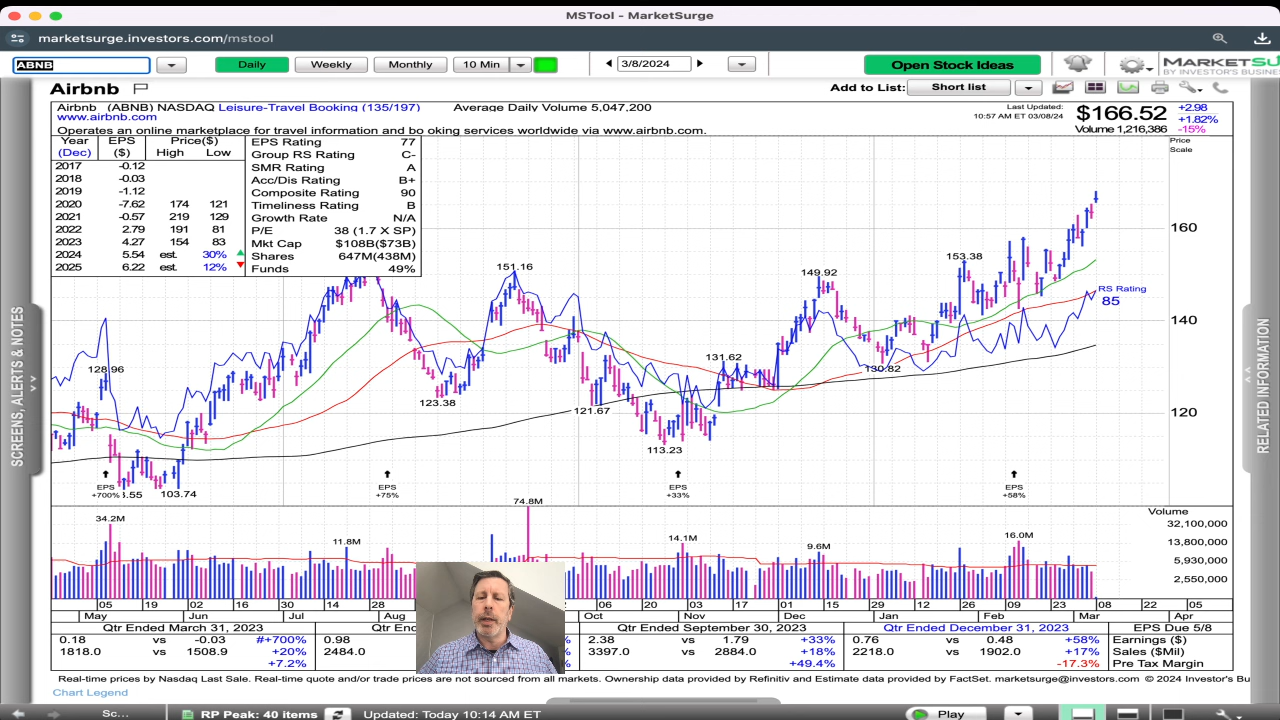 MSTool - MarketSurge
marketsurge.investors.com/mstool
ABNB Daily Weekly Monthly 10 Min 3/8/2024 Open Stock Ideas MARKETSU
BY INVESTOR'S BUSINE
Airbnb Add to List: Short list
Airbnb (ABNB) NASDAQ Leisure-Travel Booking (135/197) Average Daily Volume 5,047,200
www.airbnb.com
Operates an online marketplace for travel information and bo oking services worldwide via www.airbnb.com.
Last Updated:
10:57 AM ET 03/08/24
$166.52 +2.98
+1.82%
Volume 1,216,386 -15%
Year EPS Price($)
(Dec) ($) High Low
2017 -0.12
2018 -0.03
2019 -1.12
2020 -7.62 174 121
2021 -0.57 219 129
2022 2.79 191 81
2023 4.27 154 83
2024 5.54 est. 30%
2025 6.22 est. 12%
EPS Rating 77
Group RS Rating C-
SMR Rating A
Acc/Dis Rating B+
Composite Rating 90
Timeliness Rating B
Growth Rate N/A
P/E 38 (1.7 X SP)
Mkt Cap $108B($73B)
Shares 647M(438M)
Funds 49%
Price
Scale
160
140
120
RS Rating
85
128.96
151.16
149.92
153.38
123.38
121.67
131.62
130.82
113.23
3.55 103.74
EPS
+700%
EPS
+75%
EPS
+33%
EPS
+58%
34.2M
11.8M
74.8M
14.1M
9.6M
16.0M
Volume
32,100,000
13,800,000
5,930,000
2,550,000
05 19 02 16 30 14 28 06 20 03 17 01 15 29 12 26 09 23 08 22 05
May Jun Jul Aug Oct Nov Dec Jan Feb Mar Apr
Qtr Ended March 31, 2023 Qtr En Qtr Ended September 30, 2023 Qtr Ended December 31, 2023 EPS Due 5/8
0.18 vs -0.03 #+700% 0.98 % 2.38 vs 1.79 +33% 0.76 vs 0.48 +58% Earnings ($)
1818.0 vs 1508.9 +20% 2484.0 % 3397.0 vs 2884.0 +18% 2218.0 vs 1902.0 +17% Sales ($Mil)
+7.2% % +49.4% -17.3% Pre Tax Margin
Real-time prices by Nasdaq Last Sale. Real-time quote and/or trade prices are not sourced from all markets. Ownership data provided by Refinitiv and Estimate data provided by FactSet. marketsurge@investors.com © 2024 Investor's Bu
Chart Legend
Sc... RP Peak: 40 items Updated: Today 10:14 AM ET Play
SCREENS, ALERTS & NOTES
RELATED INFORMATION